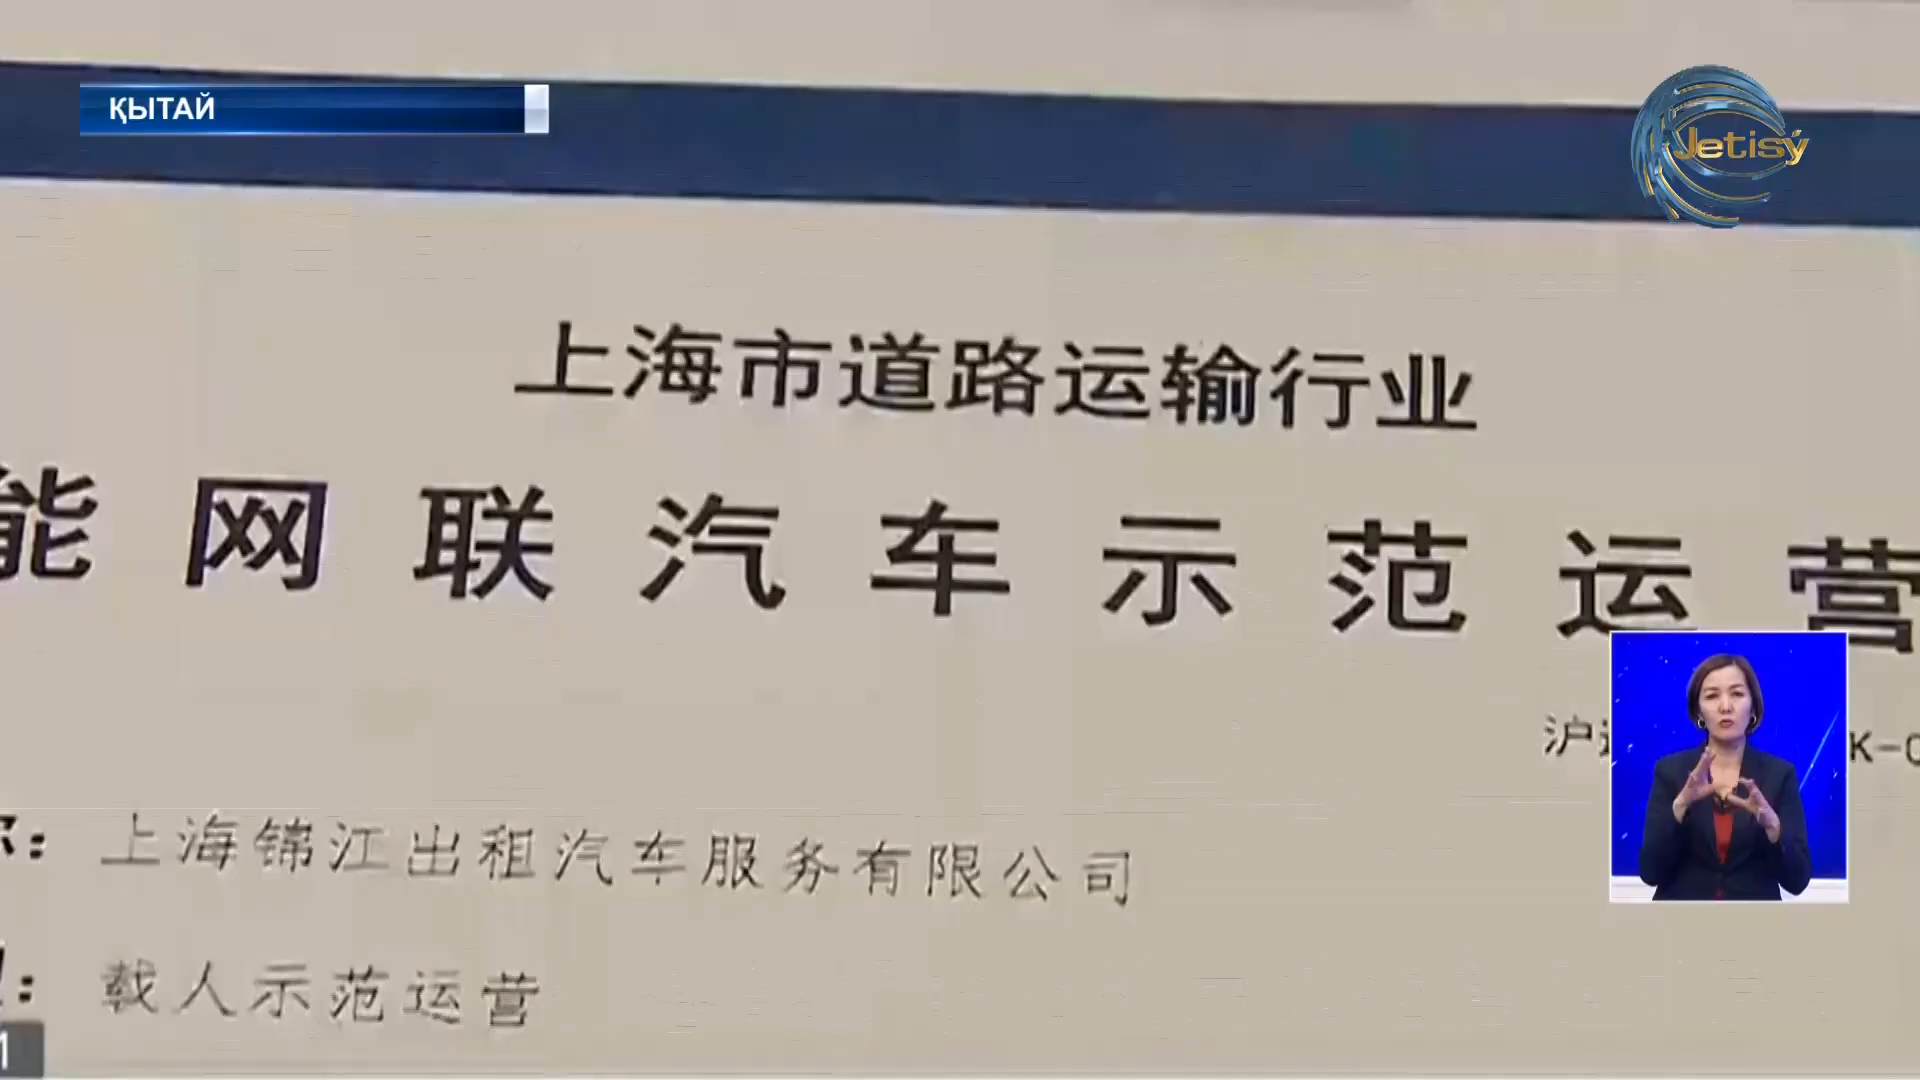 ҚЫТАЙ
Jetisý
上海市道路运输行业
能网联汽车示范运营
沪
K-0
上海锦江出租汽车服务有限公司
载人示范运营